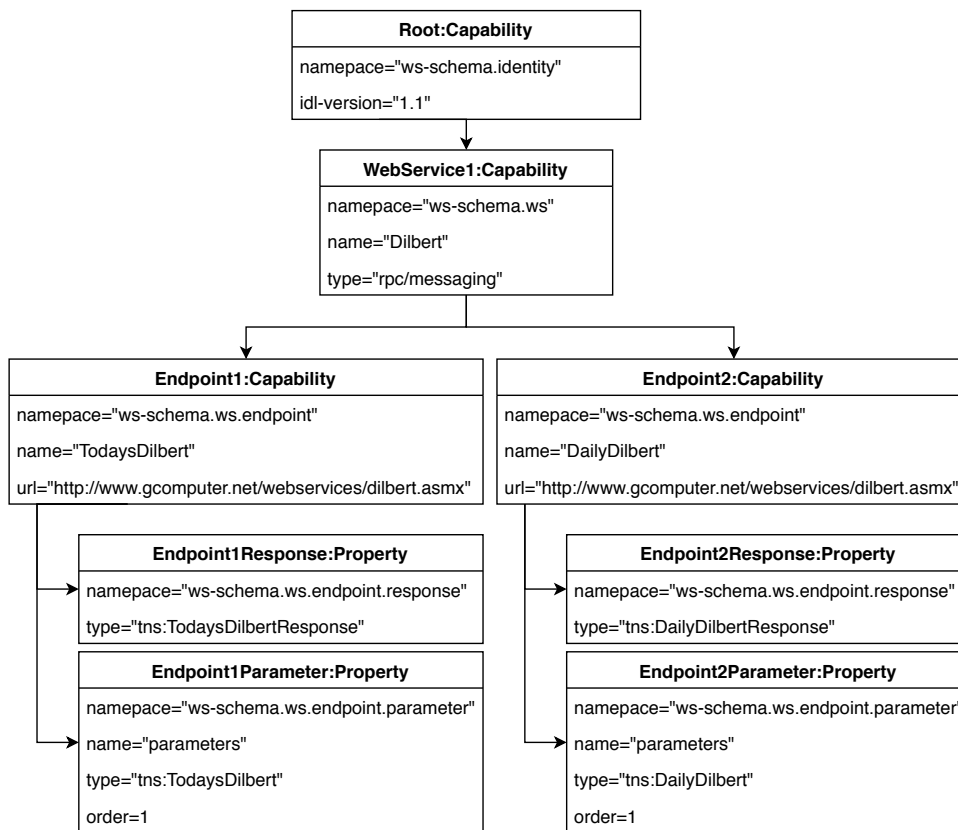 Root:Capability
namepace="ws-schema.identity"
idl-version="1.1"
WebService1:Capability
namepace="ws-schema.ws"
name="Dilbert"
type="rpc/messaging"
Endpoint1:Capability
namepace="ws-schema.ws.endpoint"
name="TodaysDilbert"
url="http://www.gcomputer.net/webservices/dilbert.asmx"
Endpoint1Response:Property
namepace="ws-schema.ws.endpoint.response"
type="tns:TodaysDilbertResponse"
Endpoint1Parameter:Property
namepace="ws-schema.ws.endpoint.parameter"
name="parameters"
type="tns:TodaysDilbert"
order=1
Endpoint2:Capability
namepace="ws-schema.ws.endpoint"
name="DailyDilbert"
url="http://www.gcomputer.net/webservices/dilbert.asmx"
Endpoint2Response:Property
namepace="ws-schema.ws.endpoint.response"
type="tns:DailyDilbertResponse"
Endpoint2Parameter:Property
namepace="ws-schema.ws.endpoint.parameter"
name="parameters"
type="tns:DailyDilbert"
order=1